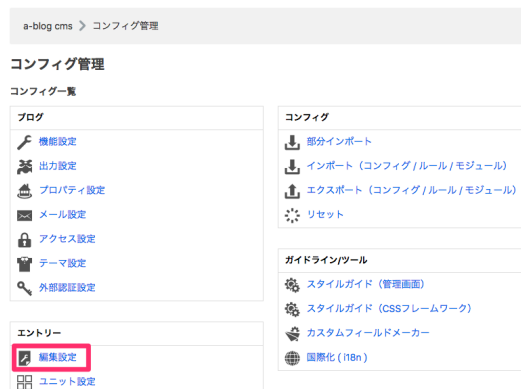 a-blog cms > コンフィグ管理
コンフィグ管理
コンフィグ一覧
ブログ
機能設定
出力設定
プロパティ設定
メール設定
アクセス設定
テーマ設定
外部認証設定
エントリー
編集設定
ユニット設定
コンフィグ
部分インポート
インポート（コンフィグ / ルール / モジュール）
エクスポート（コンフィグ / ルール / モジュール）
リセット
ガイドライン/ツール
スタイルガイド（管理画面）
スタイルガイド（CSSフレームワーク）
カスタムフィールドメーカー
国際化 ( i18n )